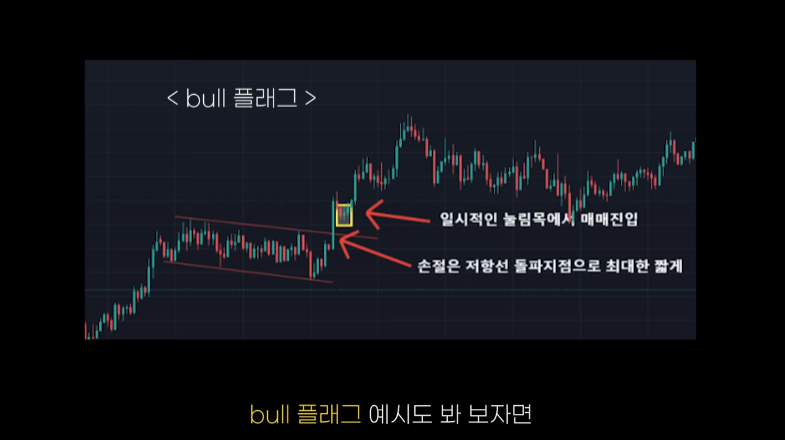 < bull 플래그 >
일시적인 눌림목에서 매매진입
손절은 저항선 돌파지점으로 최대한 짧게
bull 플래그 예시도 봐 보자면